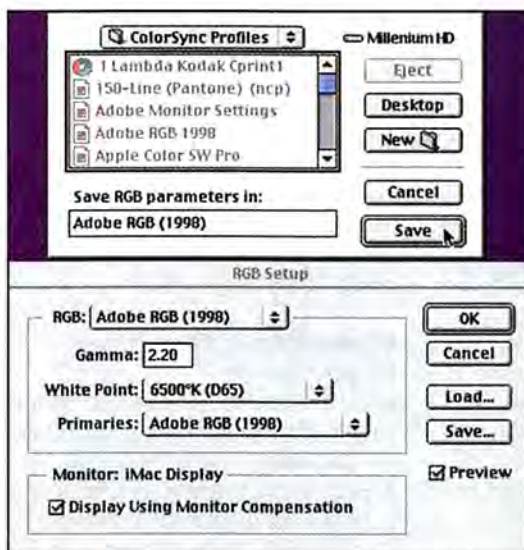 ColorSync Profiles
Millenium HD
1 Lambda Kodak Cprint1
150-Line (Pantone) (ncp)
Adobe Monitor Settings
Adobe RGB 1998
Apple Color SW Pro
Eject
Desktop
New
Save RGB parameters in:
Adobe RGB (1998)
Cancel
Save
RGB Setup
RGB: Adobe RGB (1998)
Gamma: 2.20
White Point: 6500°K (D65)
Primaries: Adobe RGB (1998)
OK
Cancel
Load...
Save...
Preview
Monitor: iMac Display
Display Using Monitor Compensation